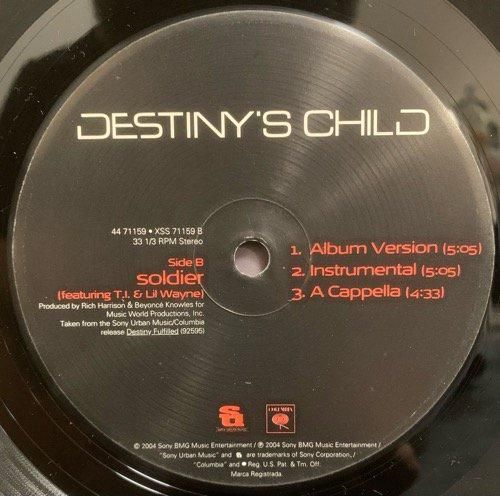 DESTINY'S CHILD
44 71159 • XSS 71159 B
33 1/3 RPM Stereo
Side B
soldier
(featuring T.I. & Lil Wayne)
Produced by Rich Harrison & Beyoncé Knowles for
Music World Productions, Inc.
Taken from the Sony Urban Music/Columbia
release Destiny Fulfilled (92595)
1. Album Version (5:05)
2. Instrumental (5:05)
3. A Cappella (4:33)
COLUMBIA
© 2004 Sony BMG Music Entertainment / ℗ 2004 Sony BMG Music Entertainment /
"Sony Urban Music" and are trademarks of Sony Corporation, /
"Columbia" and Reg. U.S. Pat. & Tm. Off.
Marca Registrada.